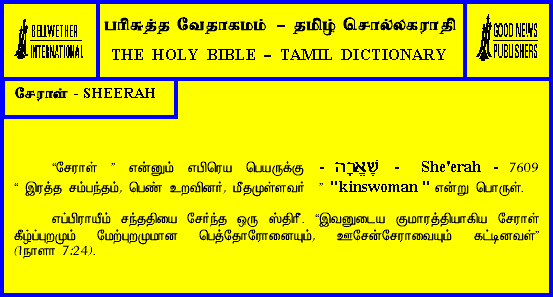 BELLWETHER
INTERNATIONAL
பரிசுத்த வேதாகமம் – தமிழ் சொல்லகராதி
THE HOLY BIBLE – TAMIL DICTIONARY
GOOD NEWS
PUBLISHERS
சேராள் - SHEERAH
“சேராள் ” என்னும் எபிரெய பெயருக்கு - שֶׁאֱרָה - She'erah - 7609
“ இரத்த சம்பந்தம், பெண் உறவினர், மீதமுள்ளவர் ” "kinswoman " என்று பொருள்.
எப்பிராயீம் சந்ததியை சேர்ந்த ஒரு ஸ்திரீ. “இவனுடைய குமாரத்தியாகிய சேராள்
கீழ்ப்புறமும் மேற்புறமுமான பெத்தோரோனையும், ஊசேன்சேராவையும் கட்டினவள்”
(1நாளா 7:24).